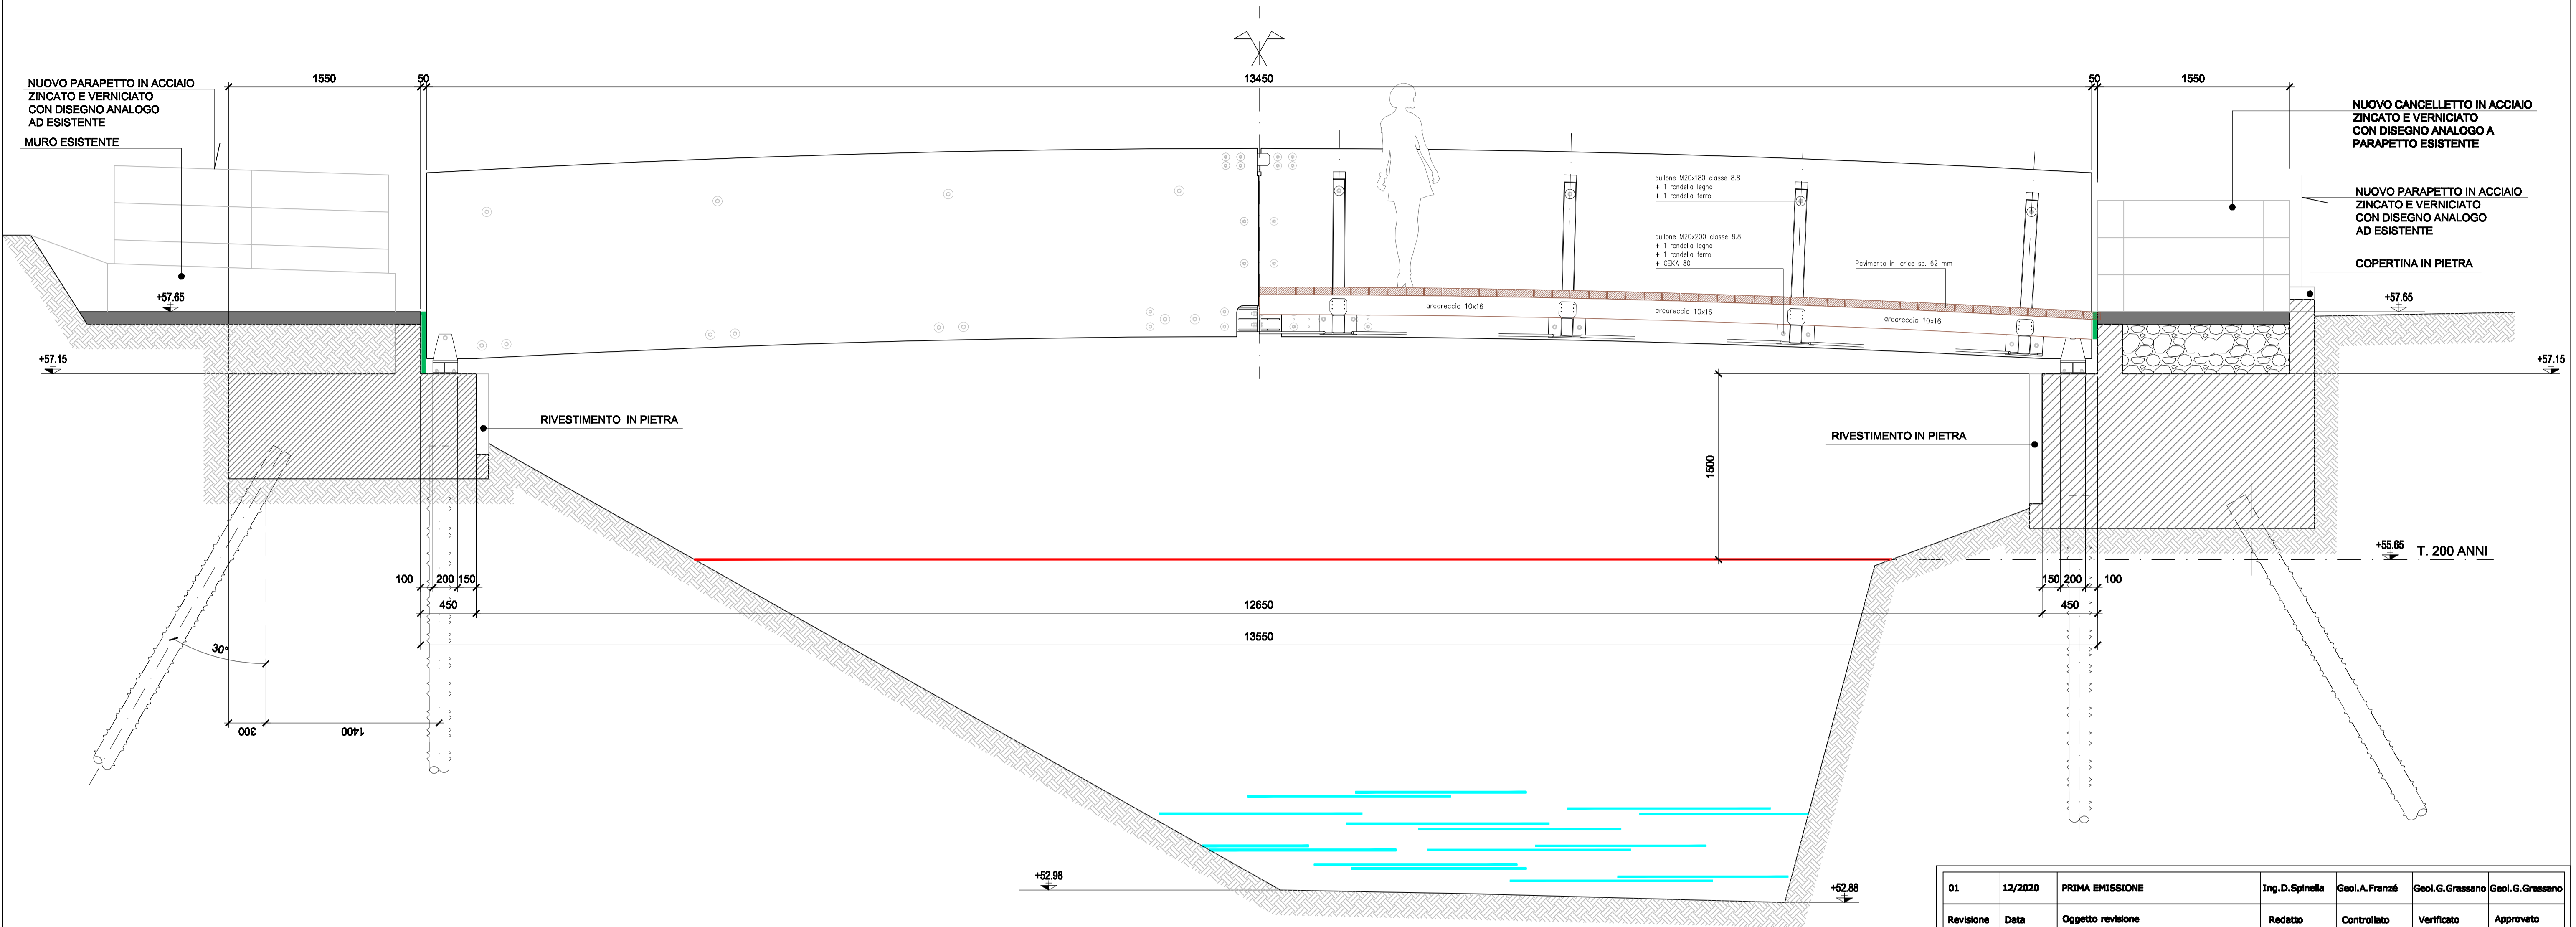 1550
50
13450
50
1550
NUOVO PARAPETTO IN ACCIAIO
ZINCATO E VERNICIATO
CON DISEGNO ANALOGO
AD ESISTENTE
MURO ESISTENTE
NUOVO CANCELLETTO IN ACCIAIO
ZINCATO E VERNICIATO
CON DISEGNO ANALOGO A
PARAPETTO ESISTENTE
NUOVO PARAPETTO IN ACCIAIO
ZINCATO E VERNICIATO
CON DISEGNO ANALOGO
AD ESISTENTE
COPERTINA IN PIETRA
bullone M20x180 classe 8.8
+ 1 rondella legno
+ 1 rondella ferro
bullone M20x200 classe 8.8
+ 1 rondella legno
+ 1 rondella ferro
+ GEKA 80
Pavimento in larice sp. 62 mm
arcareccio 10x16
arcareccio 10x16
arcareccio 10x16
+57.65
+57.65
+57.15
+57.15
RIVESTIMENTO IN PIETRA
RIVESTIMENTO IN PIETRA
1500
+55.65
T. 200 ANNI
100
200
150
450
12650
150
200
100
450
13550
30°
300
1400
+52.98
+52.88
01
12/2020
PRIMA EMISSIONE
Ing.D.Spinella
Geol.A.Franzé
Geol.G.Grassano
Geol.G.Grassano
Revisione
Data
Oggetto revisione
Redatto
Controllato
Verificato
Approvato